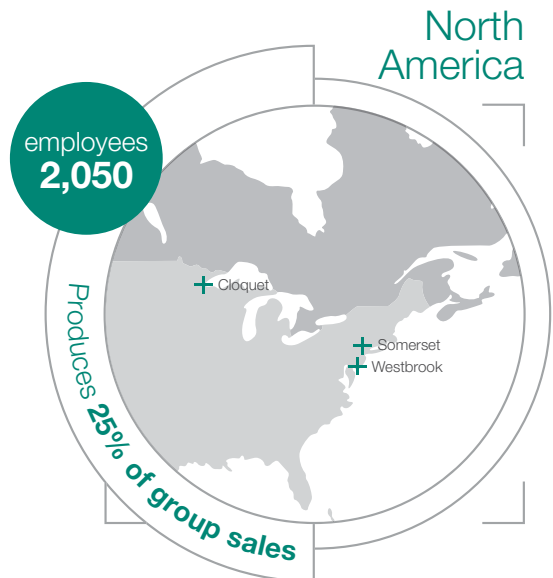 North
America
employees
2,050
Cloquet
Somerset
Westbrook
Produces 25% of group sales